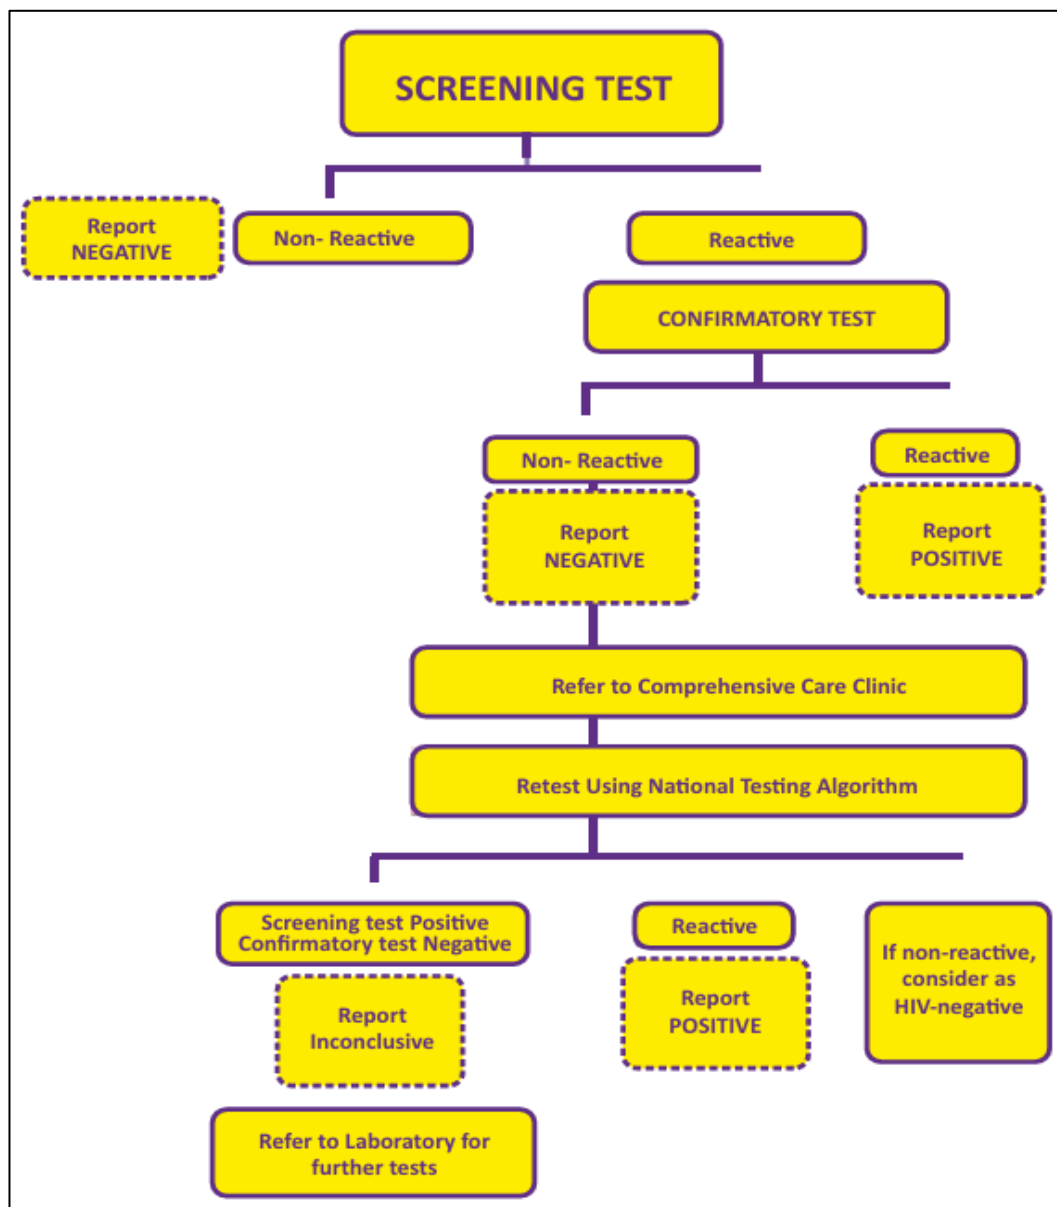 SCREENING TEST
Report
NEGATIVE
Non- Reactive
Reactive
CONFIRMATORY TEST
Non- Reactive
Reactive
Report
NEGATIVE
Report
POSITIVE
Refer to Comprehensive Care Clinic
Retest Using National Testing Algorithm
Screening test Positive
Confirmatory test Negative
Reactive
If non-reactive,
consider as
HIV-negative
Report
Inconclusive
Report
POSITIVE
Refer to Laboratory for
further tests